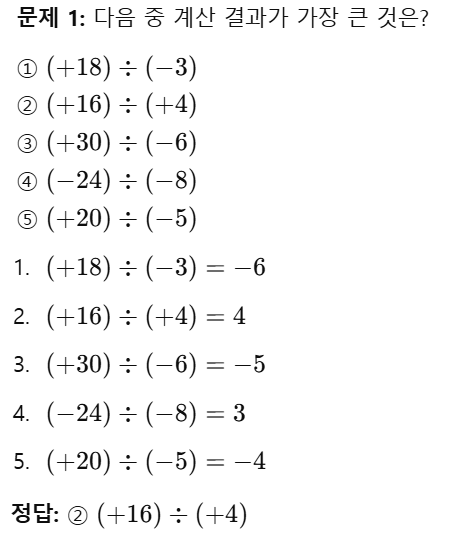 문제 1: 다음 중 계산 결과가 가장 큰 것은?
① (+18) ÷ (−3)
② (+16) ÷ (+4)
③ (+30) ÷ (−6)
④ (−24) ÷ (−8)
⑤ (+20) ÷ (−5)
1. (+18) ÷ (−3) = −6
2. (+16) ÷ (+4) = 4
3. (+30) ÷ (−6) = −5
4. (−24) ÷ (−8) = 3
5. (+20) ÷ (−5) = −4
정답: ② (+16) ÷ (+4)